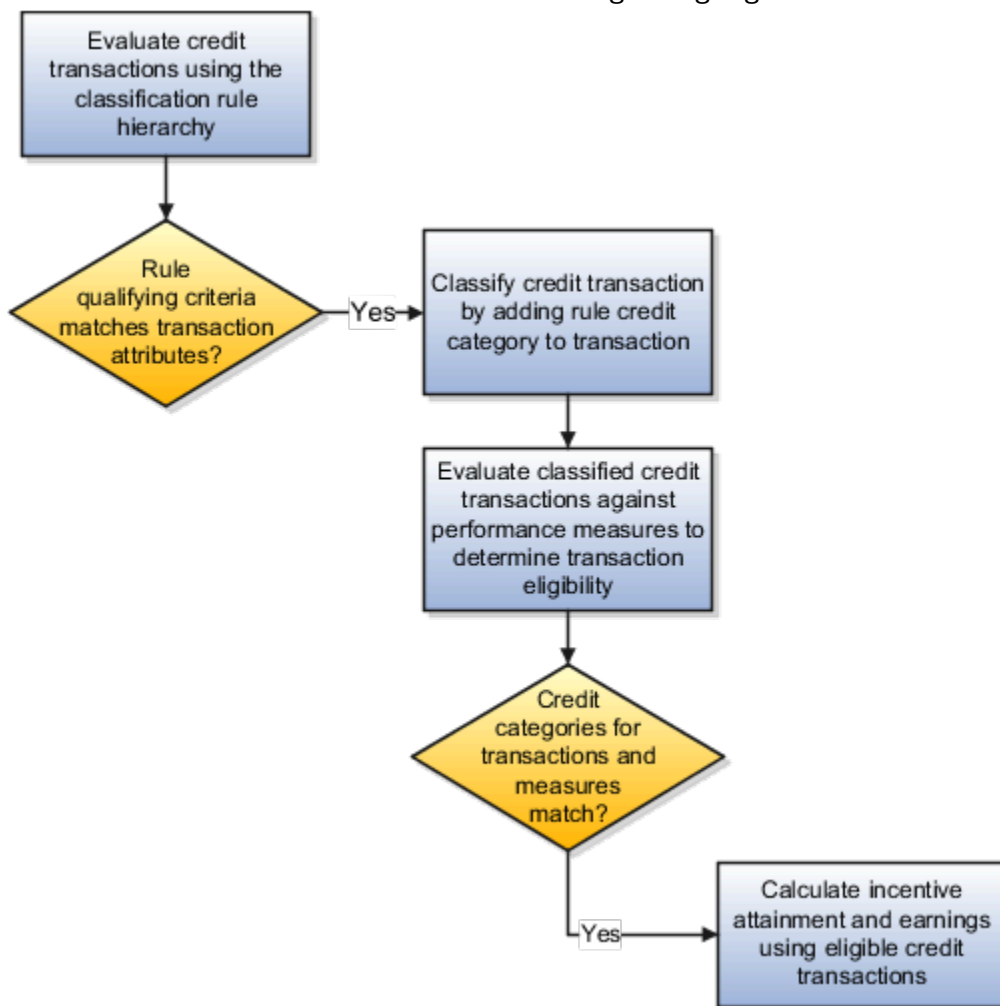 Evaluate credit
transactions using the
classification rule
hierarchy
Rule
qualifying criteria
matches transaction
attributes?
Yes
Classify credit transaction
by adding rule credit
category to transaction
Evaluate classified credit
transactions against
performance measures to
determine transaction
eligibility
Credit
categories for
transactions and
measures
match?
Yes
Calculate incentive
attainment and earnings
using eligible credit
transactions